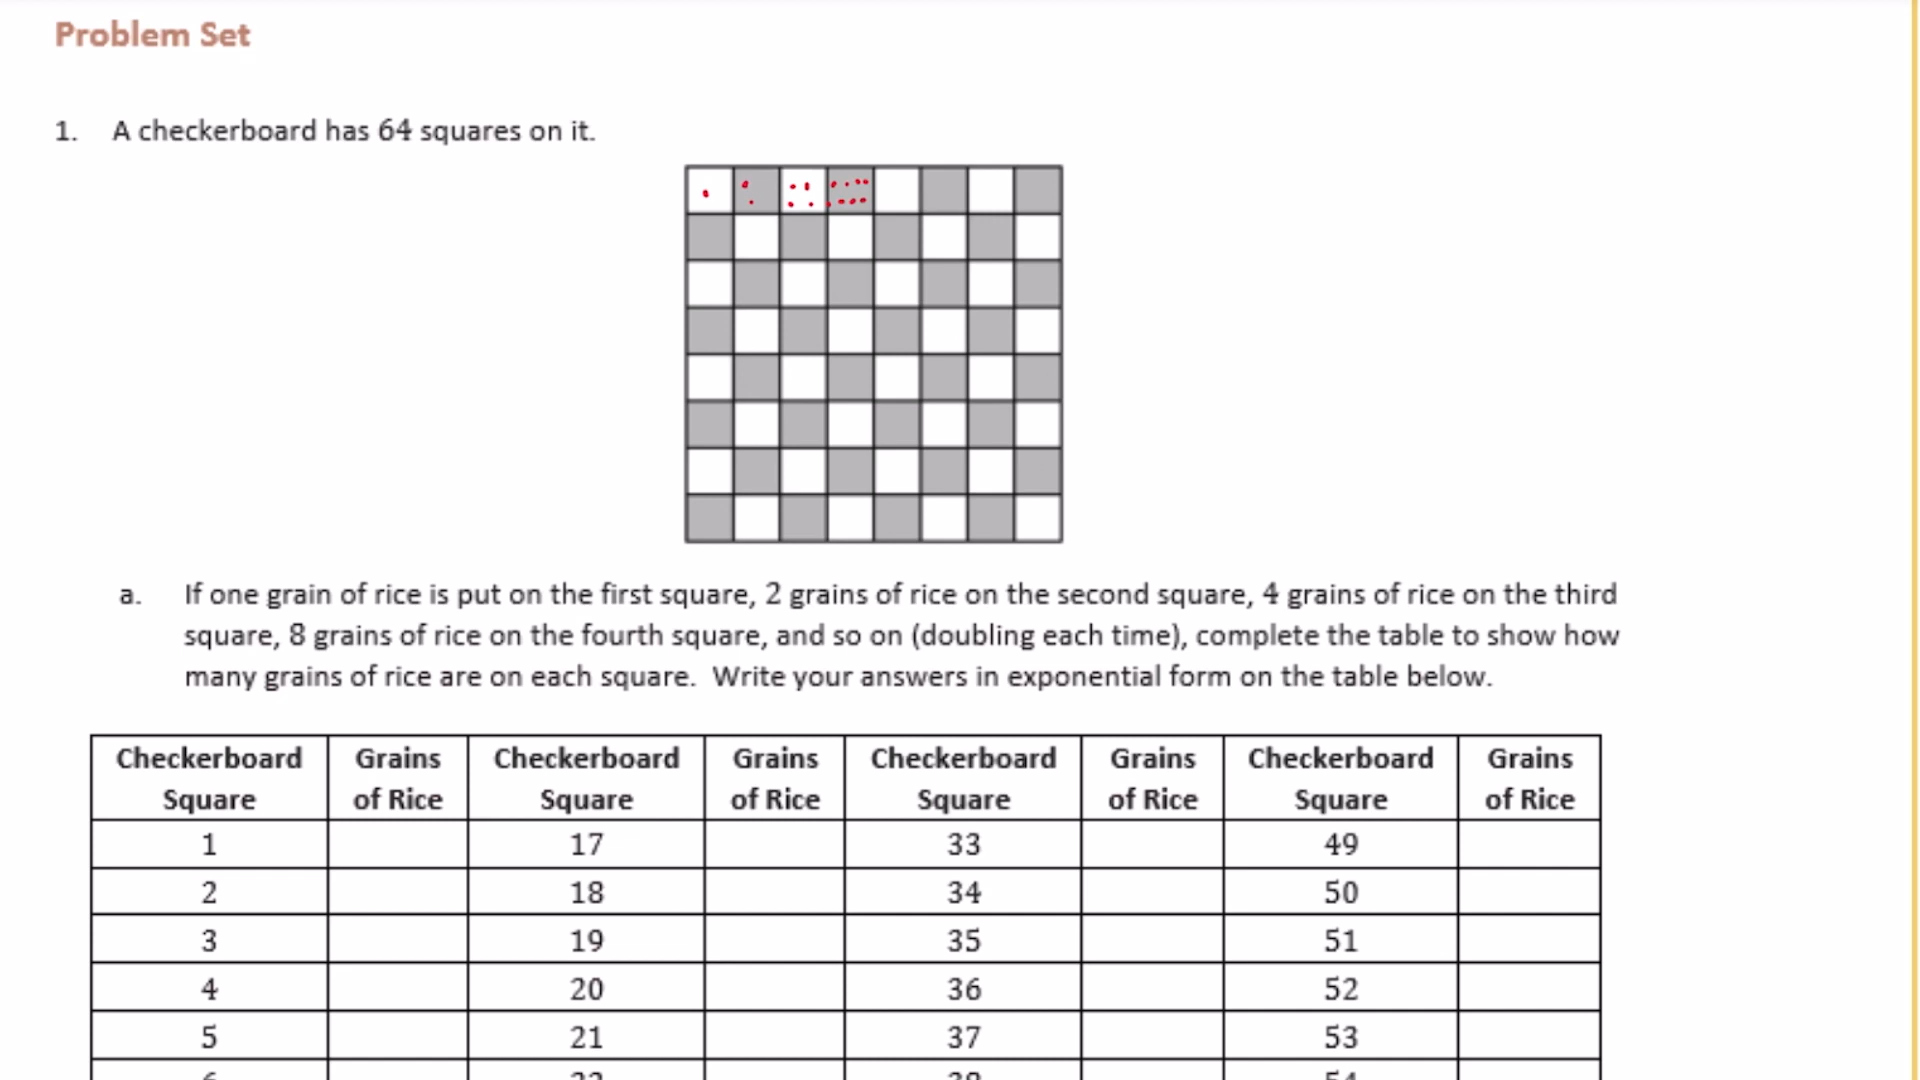 Problem Set
1. A checkerboard has 64 squares on it.
a. If one grain of rice is put on the first square, 2 grains of rice on the second square, 4 grains of rice on the third
square, 8 grains of rice on the fourth square, and so on (doubling each time), complete the table to show how
many grains of rice are on each square. Write your answers in exponential form on the table below.
Checkerboard Grains Checkerboard Grains Checkerboard Grains Checkerboard Grains
Square of Rice Square of Rice Square of Rice Square of Rice
1 17 33 49
2 18 34 50
3 19 35 51
4 20 36 52
5 21 37 53